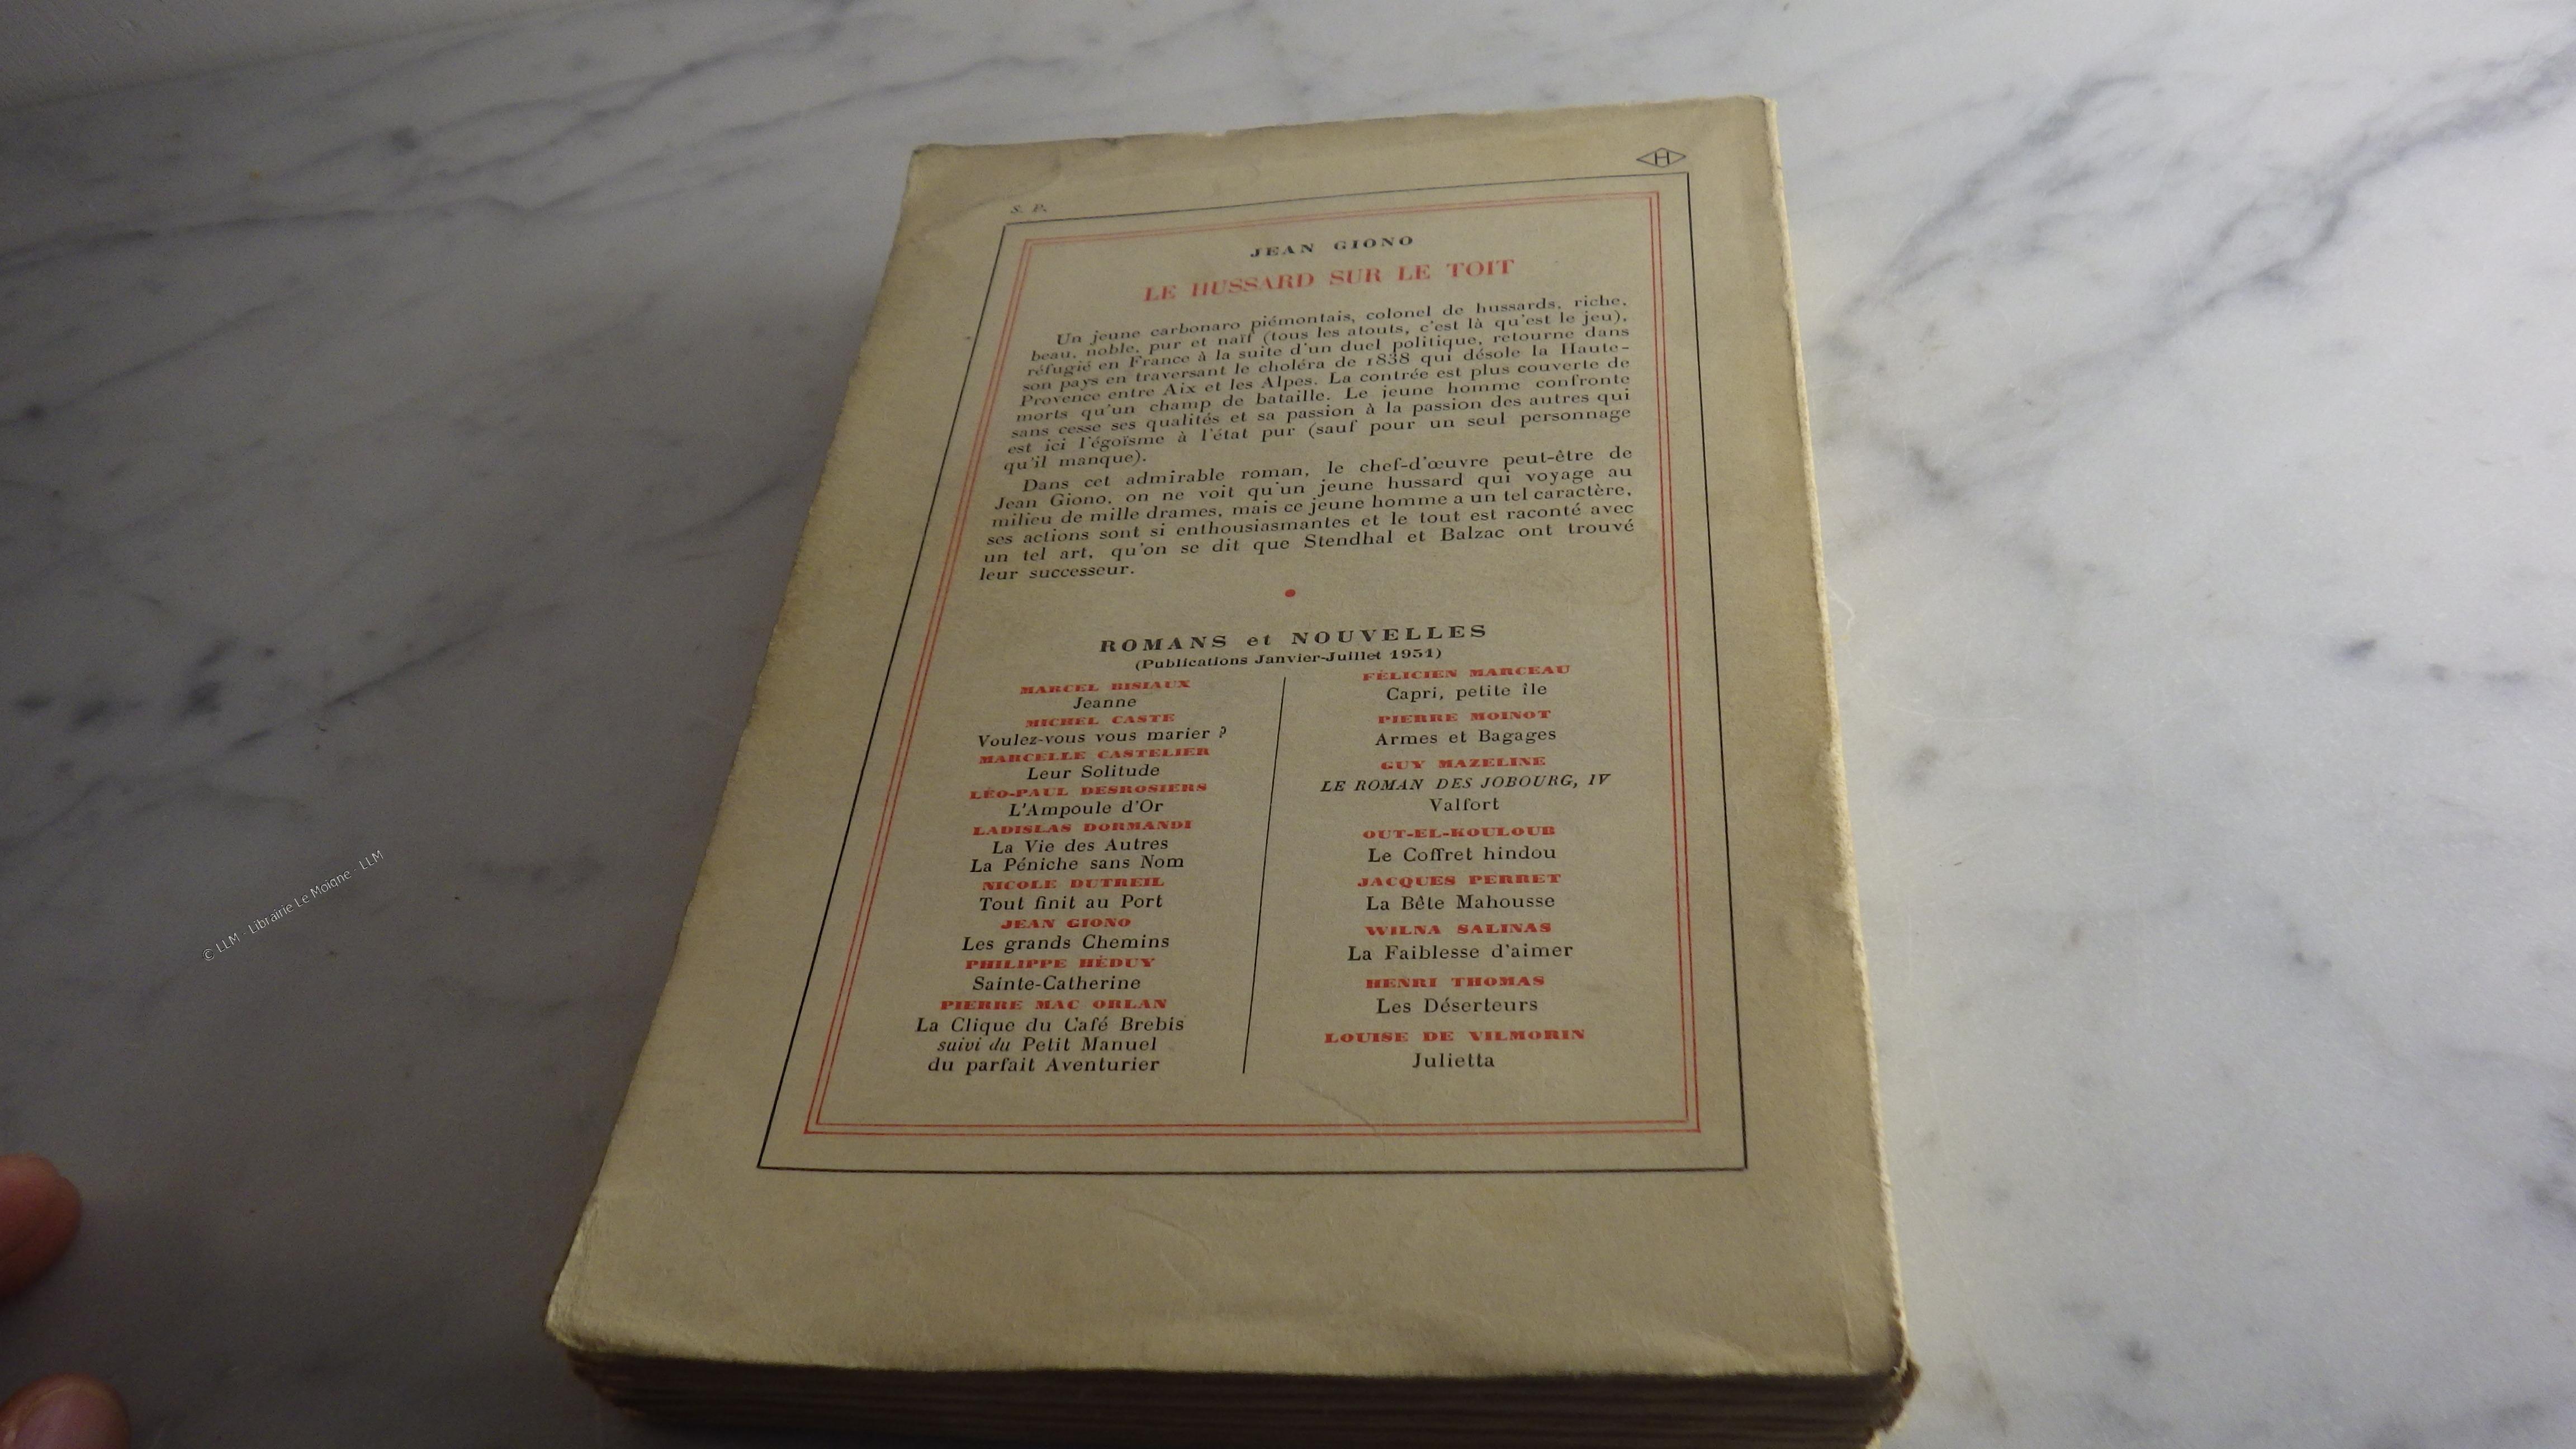 S. P.
H
JEAN GIONO
LE HUSSARD SUR LE TOIT
Un jeune carbonaro piémontais, colonel de hussards, riche,
beau, noble, pur et naïf (tous les atouts, c'est là qu'est le jeu),
réfugié en France à la suite d'un duel politique, retourne dans
son pays en traversant le choléra de 1838 qui désole la Haute-
Provence entre Aix et les Alpes. La contrée est plus couverte de
morts qu'un champ de bataille. Le jeune homme confronte
sans cesse ses qualités et sa passion à la passion des autres qui
est ici l'égoïsme à l'état pur (sauf pour un seul personnage
qu'il manque).
Dans cet admirable roman, le chef-d'œuvre peut-être de
Jean Giono, on ne voit qu'un jeune hussard qui voyage au
milieu de mille drames, mais ce jeune homme a un tel caractère,
ses actions sont si enthousiasmantes et le tout est raconté avec
un tel art, qu'on se dit que Stendhal et Balzac ont trouvé
leur successeur.
ROMANS et NOUVELLES
(Publications Janvier-Juillet 1951)
MARCEL BISIAUX
Jeanne
MICHEL CASTE
Voulez-vous vous marier ?
MARCELLE CASTELIER
Leur Solitude
LÉO-PAUL DESROSIERS
L'Ampoule d'Or
LADISLAS DORMANDI
La Vie des Autres
La Péniche sans Nom
NICOLE DUTREIL
Tout finit au Port
JEAN GIONO
Les grands Chemins
PHILIPPE HÉDUY
Sainte-Catherine
PIERRE MAC ORLAN
La Clique du Café Brebis
suivi du Petit Manuel
du parfait Aventurier
FÉLICIEN MARCEAU
Capri, petite île
PIERRE MOINOT
Armes et Bagages
GUY MAZELINE
LE ROMAN DES JOBOURG, IV
Valfort
OUT-EL-KOULOUB
Le Coffret hindou
JACQUES PERRET
La Bête Mahousse
WILNA SALINAS
La Faiblesse d'aimer
HENRI THOMAS
Les Déserteurs
LOUISE DE VILMORIN
Julietta
© LLM - Librairie Le Moigne - LLM